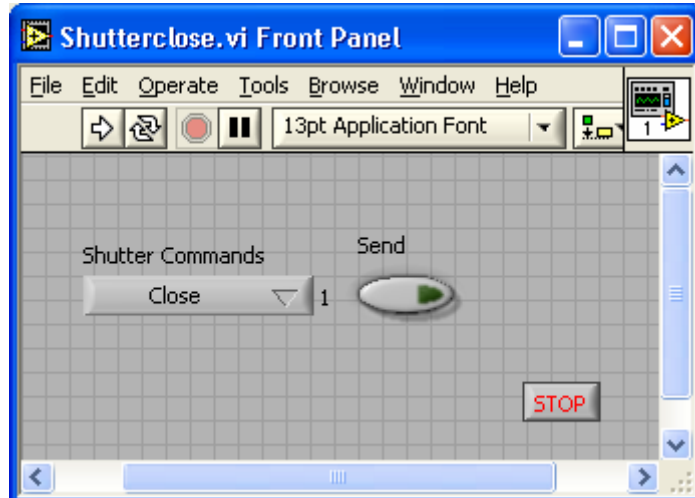 Shutterclose.vi Front Panel
File Edit Operate Tools Browse Window Help
13pt Application Font
1
Shutter Commands
Send
Close 1
STOP